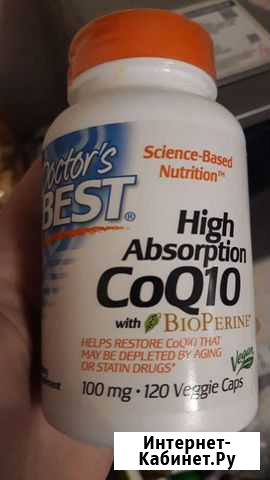 Doctor's
BEST®
Science-Based
Nutrition™
High
Absorption
CoQ10
with BIOPERINE®
HELPS RESTORE CoQ10 THAT
MAY BE DEPLETED BY AGING
OR STATIN DRUGS*
Vegan
100 mg • 120 Veggie Caps
Интернет-
Кабинет.Ру